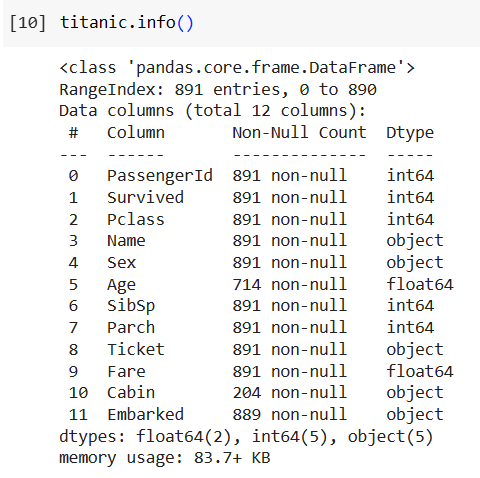 [10] titanic.info()
<class 'pandas.core.frame.DataFrame'>
RangeIndex: 891 entries, 0 to 890
Data columns (total 12 columns):
 #   Column       Non-Null Count  Dtype
---  ------       --------------  -----
 0   PassengerId  891 non-null    int64
 1   Survived     891 non-null    int64
 2   Pclass       891 non-null    int64
 3   Name         891 non-null    object
 4   Sex          891 non-null    object
 5   Age          714 non-null    float64
 6   SibSp        891 non-null    int64
 7   Parch        891 non-null    int64
 8   Ticket       891 non-null    object
 9   Fare         891 non-null    float64
 10  Cabin        204 non-null    object
 11  Embarked     889 non-null    object
dtypes: float64(2), int64(5), object(5)
memory usage: 83.7+ KB